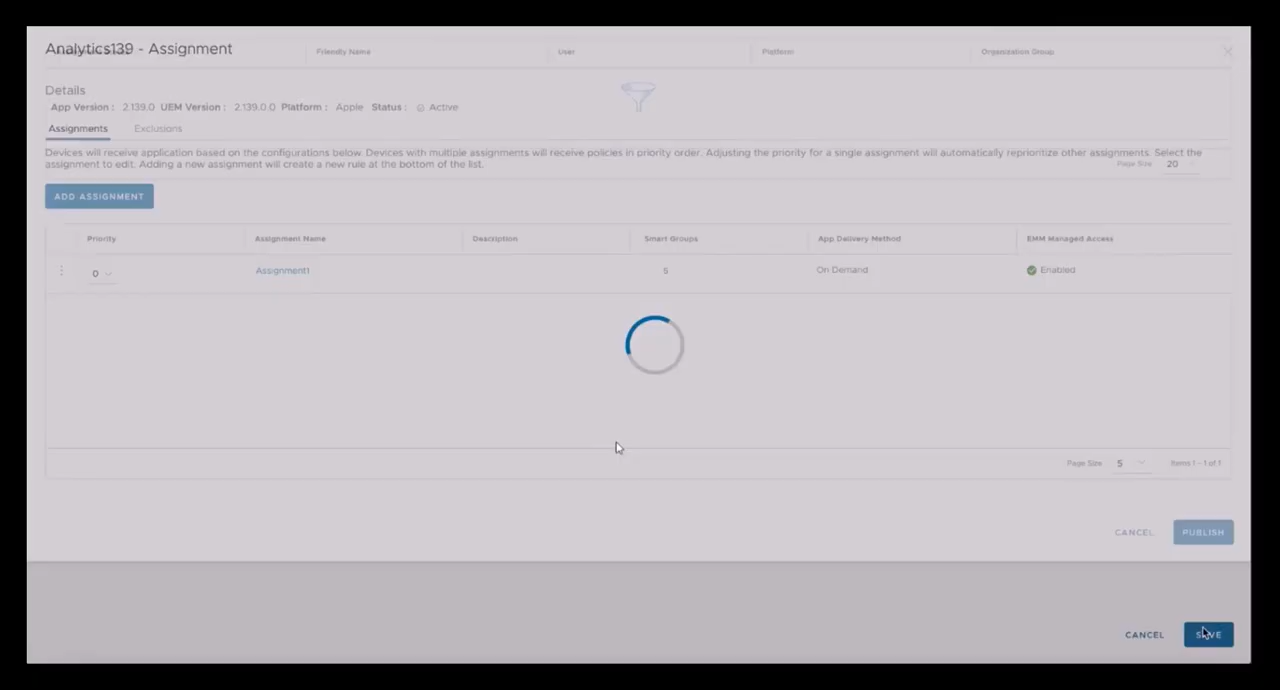 Analytics139 - Assignment
Friendly Name User Platform Organization Group
Details
App Version : 2.139.0 UEM Version : 2.139.0.0 Platform : Apple Status : Active
Assignments Exclusions
Devices will receive application based on the configurations below. Devices with multiple assignments will receive policies in priority order. Adjusting the priority for a single assignment will automatically reprioritize other assignments. Select the
assignment to edit. Adding a new assignment will create a new rule at the bottom of the list.
Page Size 20
ADD ASSIGNMENT
Priority Assignment Name Description Smart Groups App Delivery Method EMM Managed Access
0 Assignment1 5 On Demand Enabled
Page Size 5 Items 1 - 1 of 1
CANCEL PUBLISH
CANCEL SAVE